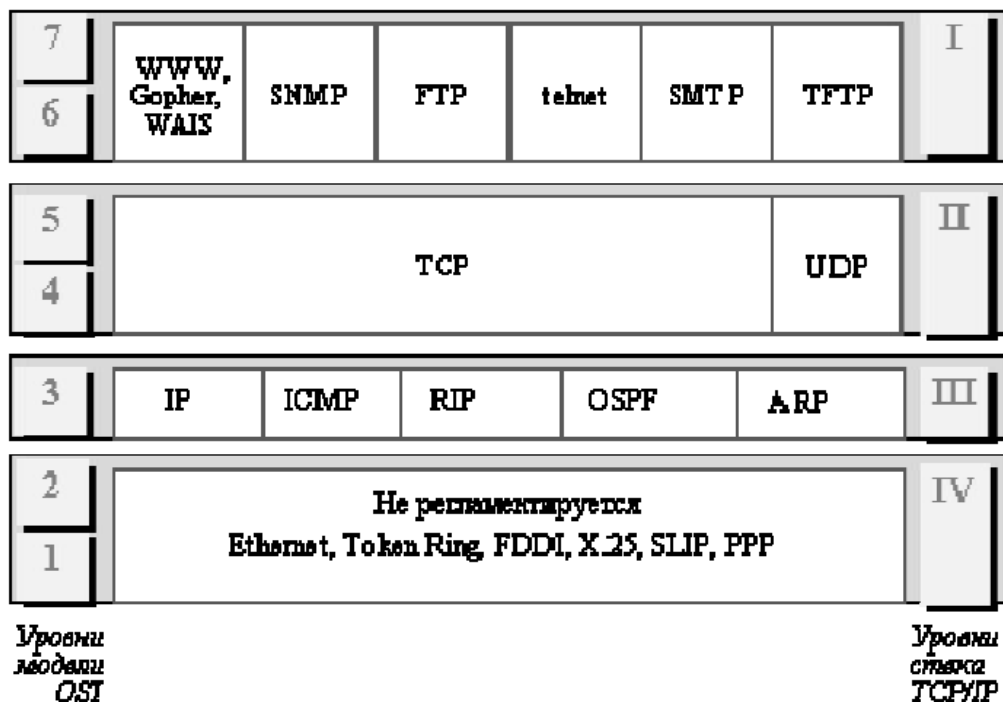 7
6
WWW,
Gopher,
WAIS
SNMP
FTP
telnet
SMTP
TFTP
I
5
4
TCP
UDP
II
3
IP
ICMP
RIP
OSPF
ARP
III
2
1
Не регламентируется
Ethernet, Token Ring, FDDI, X.25, SLIP, PPP
IV
Уровни
модели
OSI
Уровни
стека
TCP/IP